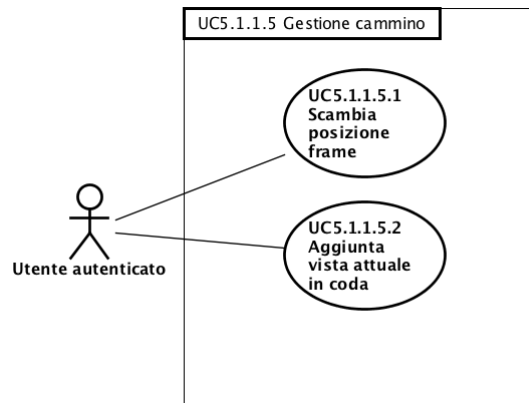 UC5.1.1.5 Gestione cammino
UC5.1.1.5.1
Scambia
posizione
frame
UC5.1.1.5.2
Aggiunta
vista attuale
in coda
Utente autenticato